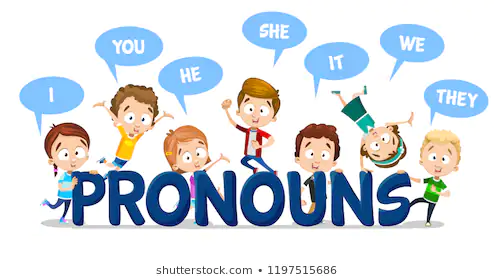 I
YOU
HE
SHE
IT
WE
THEY
PRONOUNS
shutterstock.com • 1197515686